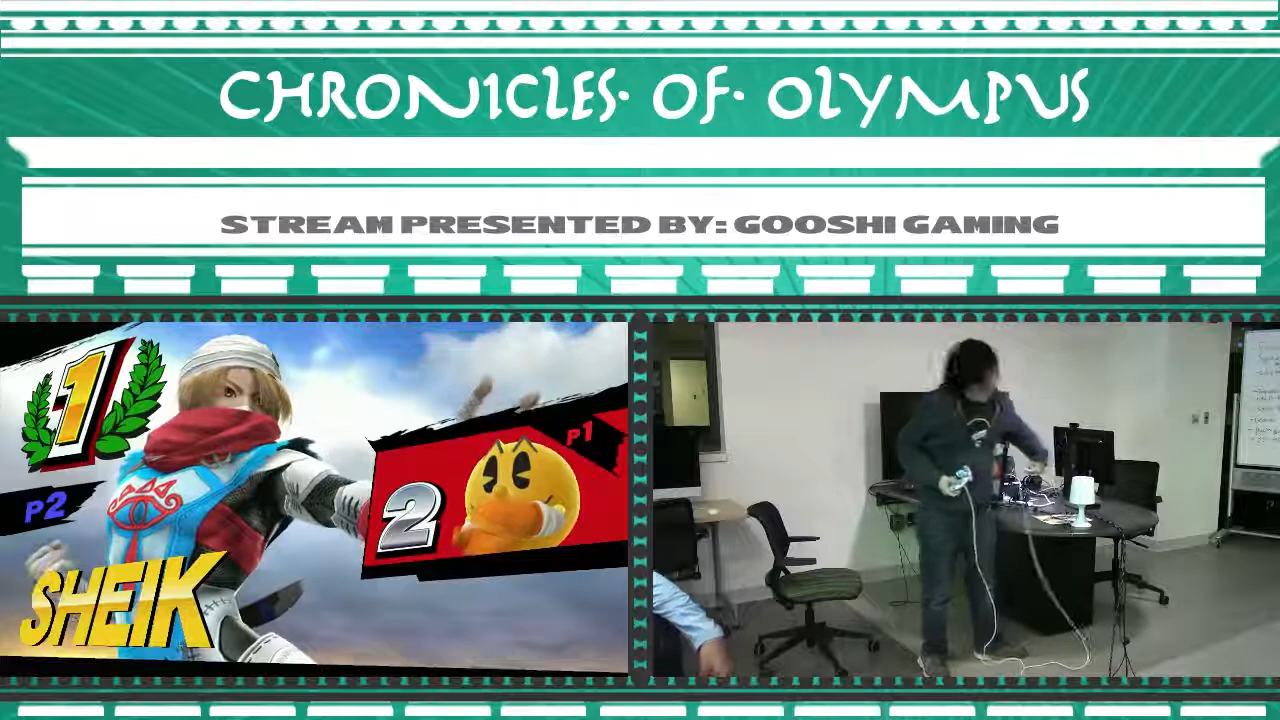 CHRONICLES OF OLYMPUS
STREAM PRESENTED BY: GOOSHI GAMING
1
P1
2
P2
SHEIK